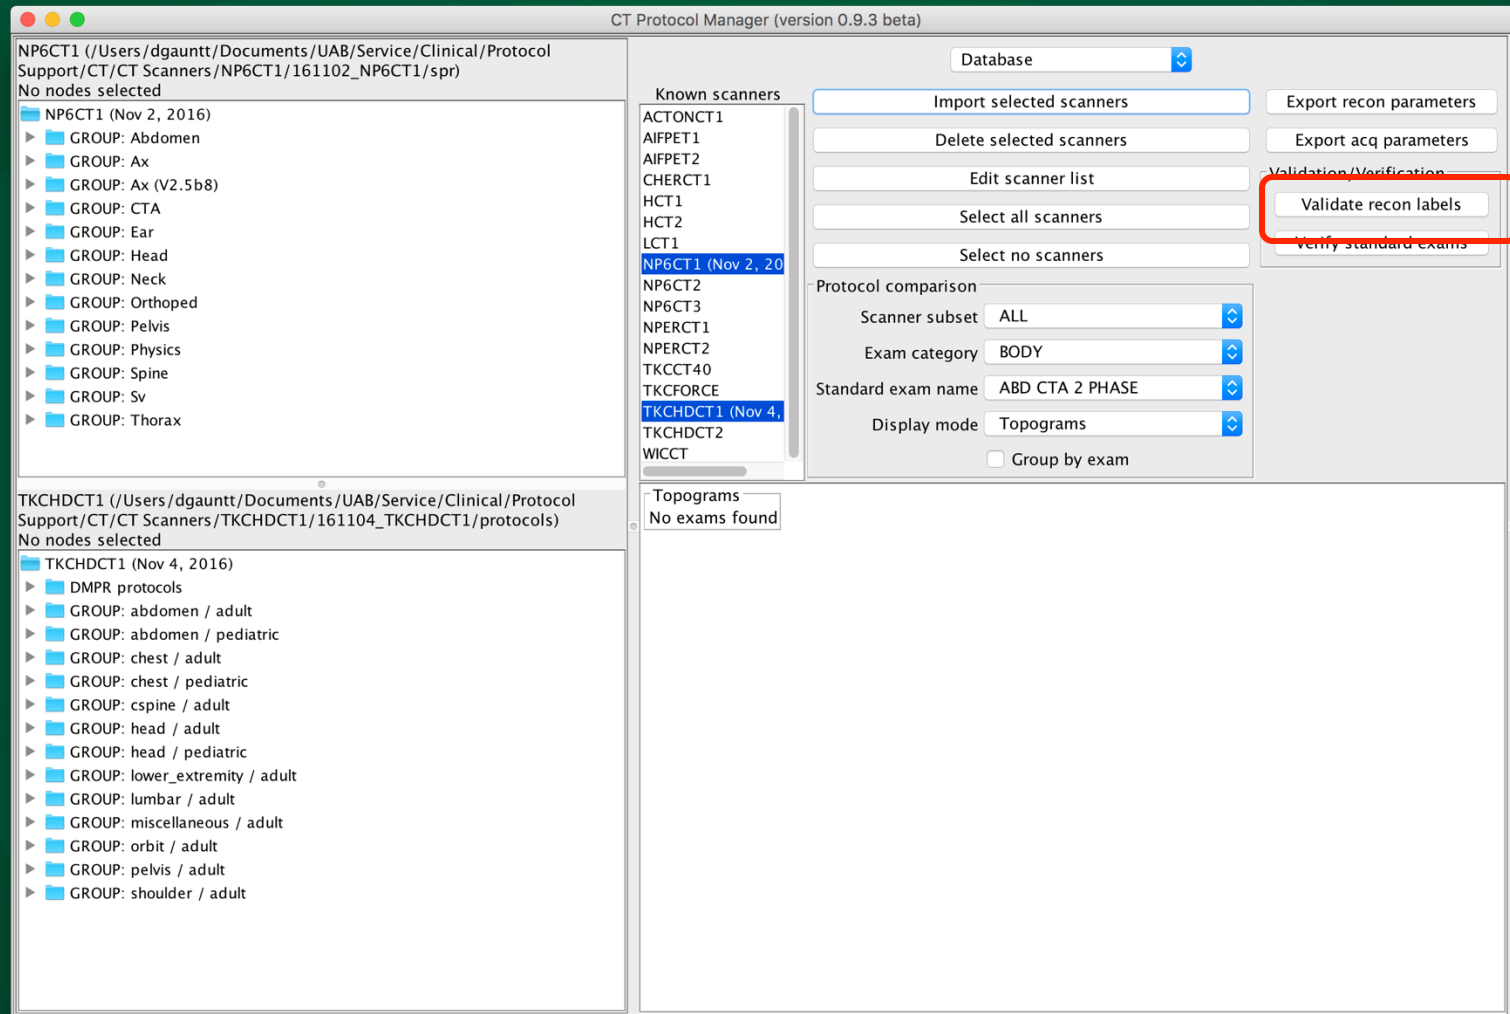 CT Protocol Manager (version 0.9.3 beta)
NP6CT1 (/Users/dgauntt/Documents/UAB/Service/Clinical/Protocol
Support/CT/CT Scanners/NP6CT1/161102_NP6CT1/spr)
No nodes selected
NP6CT1 (Nov 2, 2016)
GROUP: Abdomen
GROUP: Ax
GROUP: Ax (V2.5b8)
GROUP: CTA
GROUP: Ear
GROUP: Head
GROUP: Neck
GROUP: Orthoped
GROUP: Pelvis
GROUP: Physics
GROUP: Spine
GROUP: Sv
GROUP: Thorax
TKCHDCT1 (/Users/dgauntt/Documents/UAB/Service/Clinical/Protocol
Support/CT/CT Scanners/TKCHDCT1/161104_TKCHDCT1/protocols)
No nodes selected
TKCHDCT1 (Nov 4, 2016)
DMPR protocols
GROUP: abdomen / adult
GROUP: abdomen / pediatric
GROUP: chest / adult
GROUP: chest / pediatric
GROUP: cspine / adult
GROUP: head / adult
GROUP: head / pediatric
GROUP: lower_extremity / adult
GROUP: lumbar / adult
GROUP: miscellaneous / adult
GROUP: orbit / adult
GROUP: pelvis / adult
GROUP: shoulder / adult
Database
Known scanners
ACTONCT1
AIFPET1
AIFPET2
CHERCT1
HCT1
HCT2
LCT1
NP6CT1 (Nov 2, 20
NP6CT2
NP6CT3
NPERCT1
NPERCT2
TKCCT40
TKCFORCE
TKCHDCT1 (Nov 4,
TKCHDCT2
WICCT
Import selected scanners
Delete selected scanners
Edit scanner list
Select all scanners
Select no scanners
Export recon parameters
Export acq parameters
Validation/Verification
Validate recon labels
Verify standard exams
Protocol comparison
Scanner subset ALL
Exam category BODY
Standard exam name ABD CTA 2 PHASE
Display mode Topograms
Group by exam
Topograms
No exams found